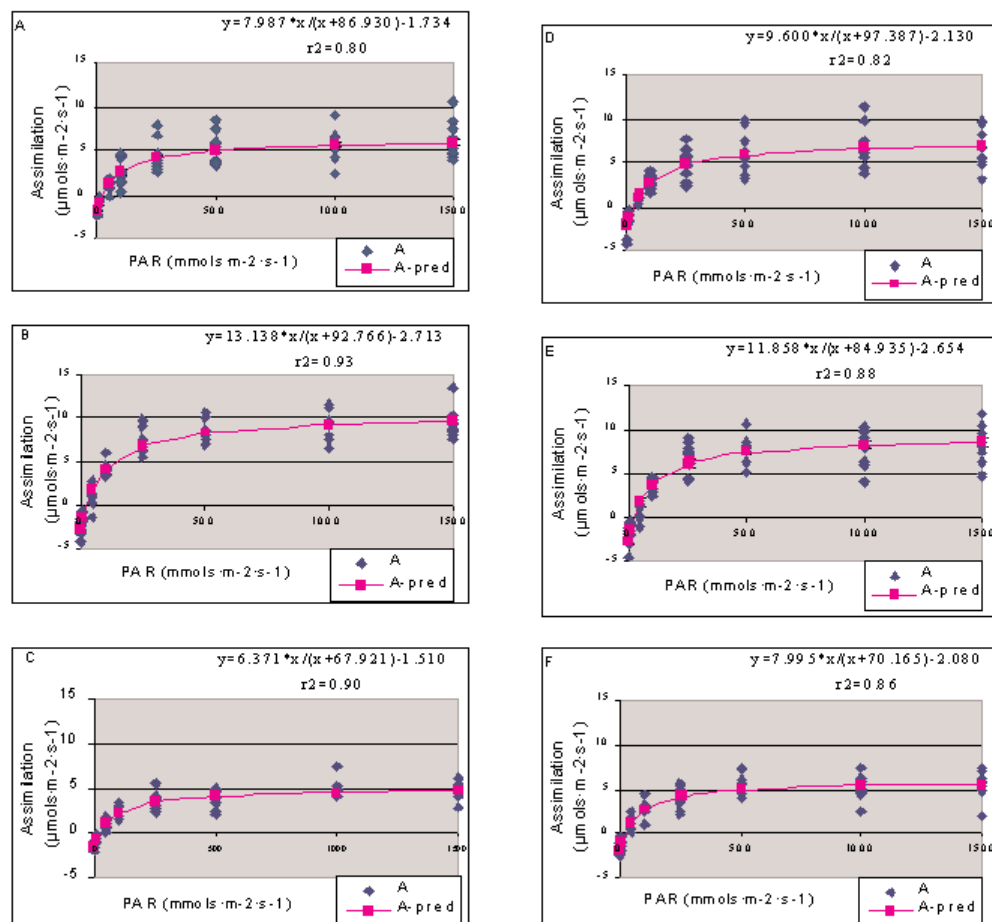 A
y=7.987*x/(x+86.930)-1.734
r2=0.80
Assimilation
(µmols·m-2·s-1)
15
10
5
0
-5
0
500
1000
1500
PAR (mmols·m-2·s-1)
A
A-pred
B
y=13.138*x/(x+92.766)-2.713
r2=0.93
Assimilation
(µmols·m-2·s-1)
15
10
5
0
-5
0
500
1000
1500
PAR (mmols·m-2·s-1)
A
A-pred
C
y=6.371*x/(x+67.921)-1.510
r2=0.90
Assimilation
(µmols·m-2·s-1)
15
10
5
0
-5
0
500
1000
1500
PAR (mmols·m-2·s-1)
A
A-pred
D
y=9.600*x/(x+97.387)-2.130
r2=0.82
Assimilation
(µmols·m-2·s-1)
15
10
5
0
-5
0
500
1000
1500
PAR (mmols·m-2·s-1)
A
A-pred
E
y=11.858*x/(x+84.935)-2.654
r2=0.88
Assimilation
(µmols·m-2·s-1)
15
10
5
0
-5
0
500
1000
1500
PAR (mmols·m-2·s-1)
A
A-pred
F
y=7.995*x/(x+70.165)-2.080
r2=0.86
Assimilation
(µmols·m-2·s-1)
15
10
5
0
-5
0
500
1000
1500
PAR (mmols·m-2·s-1)
A
A-pred